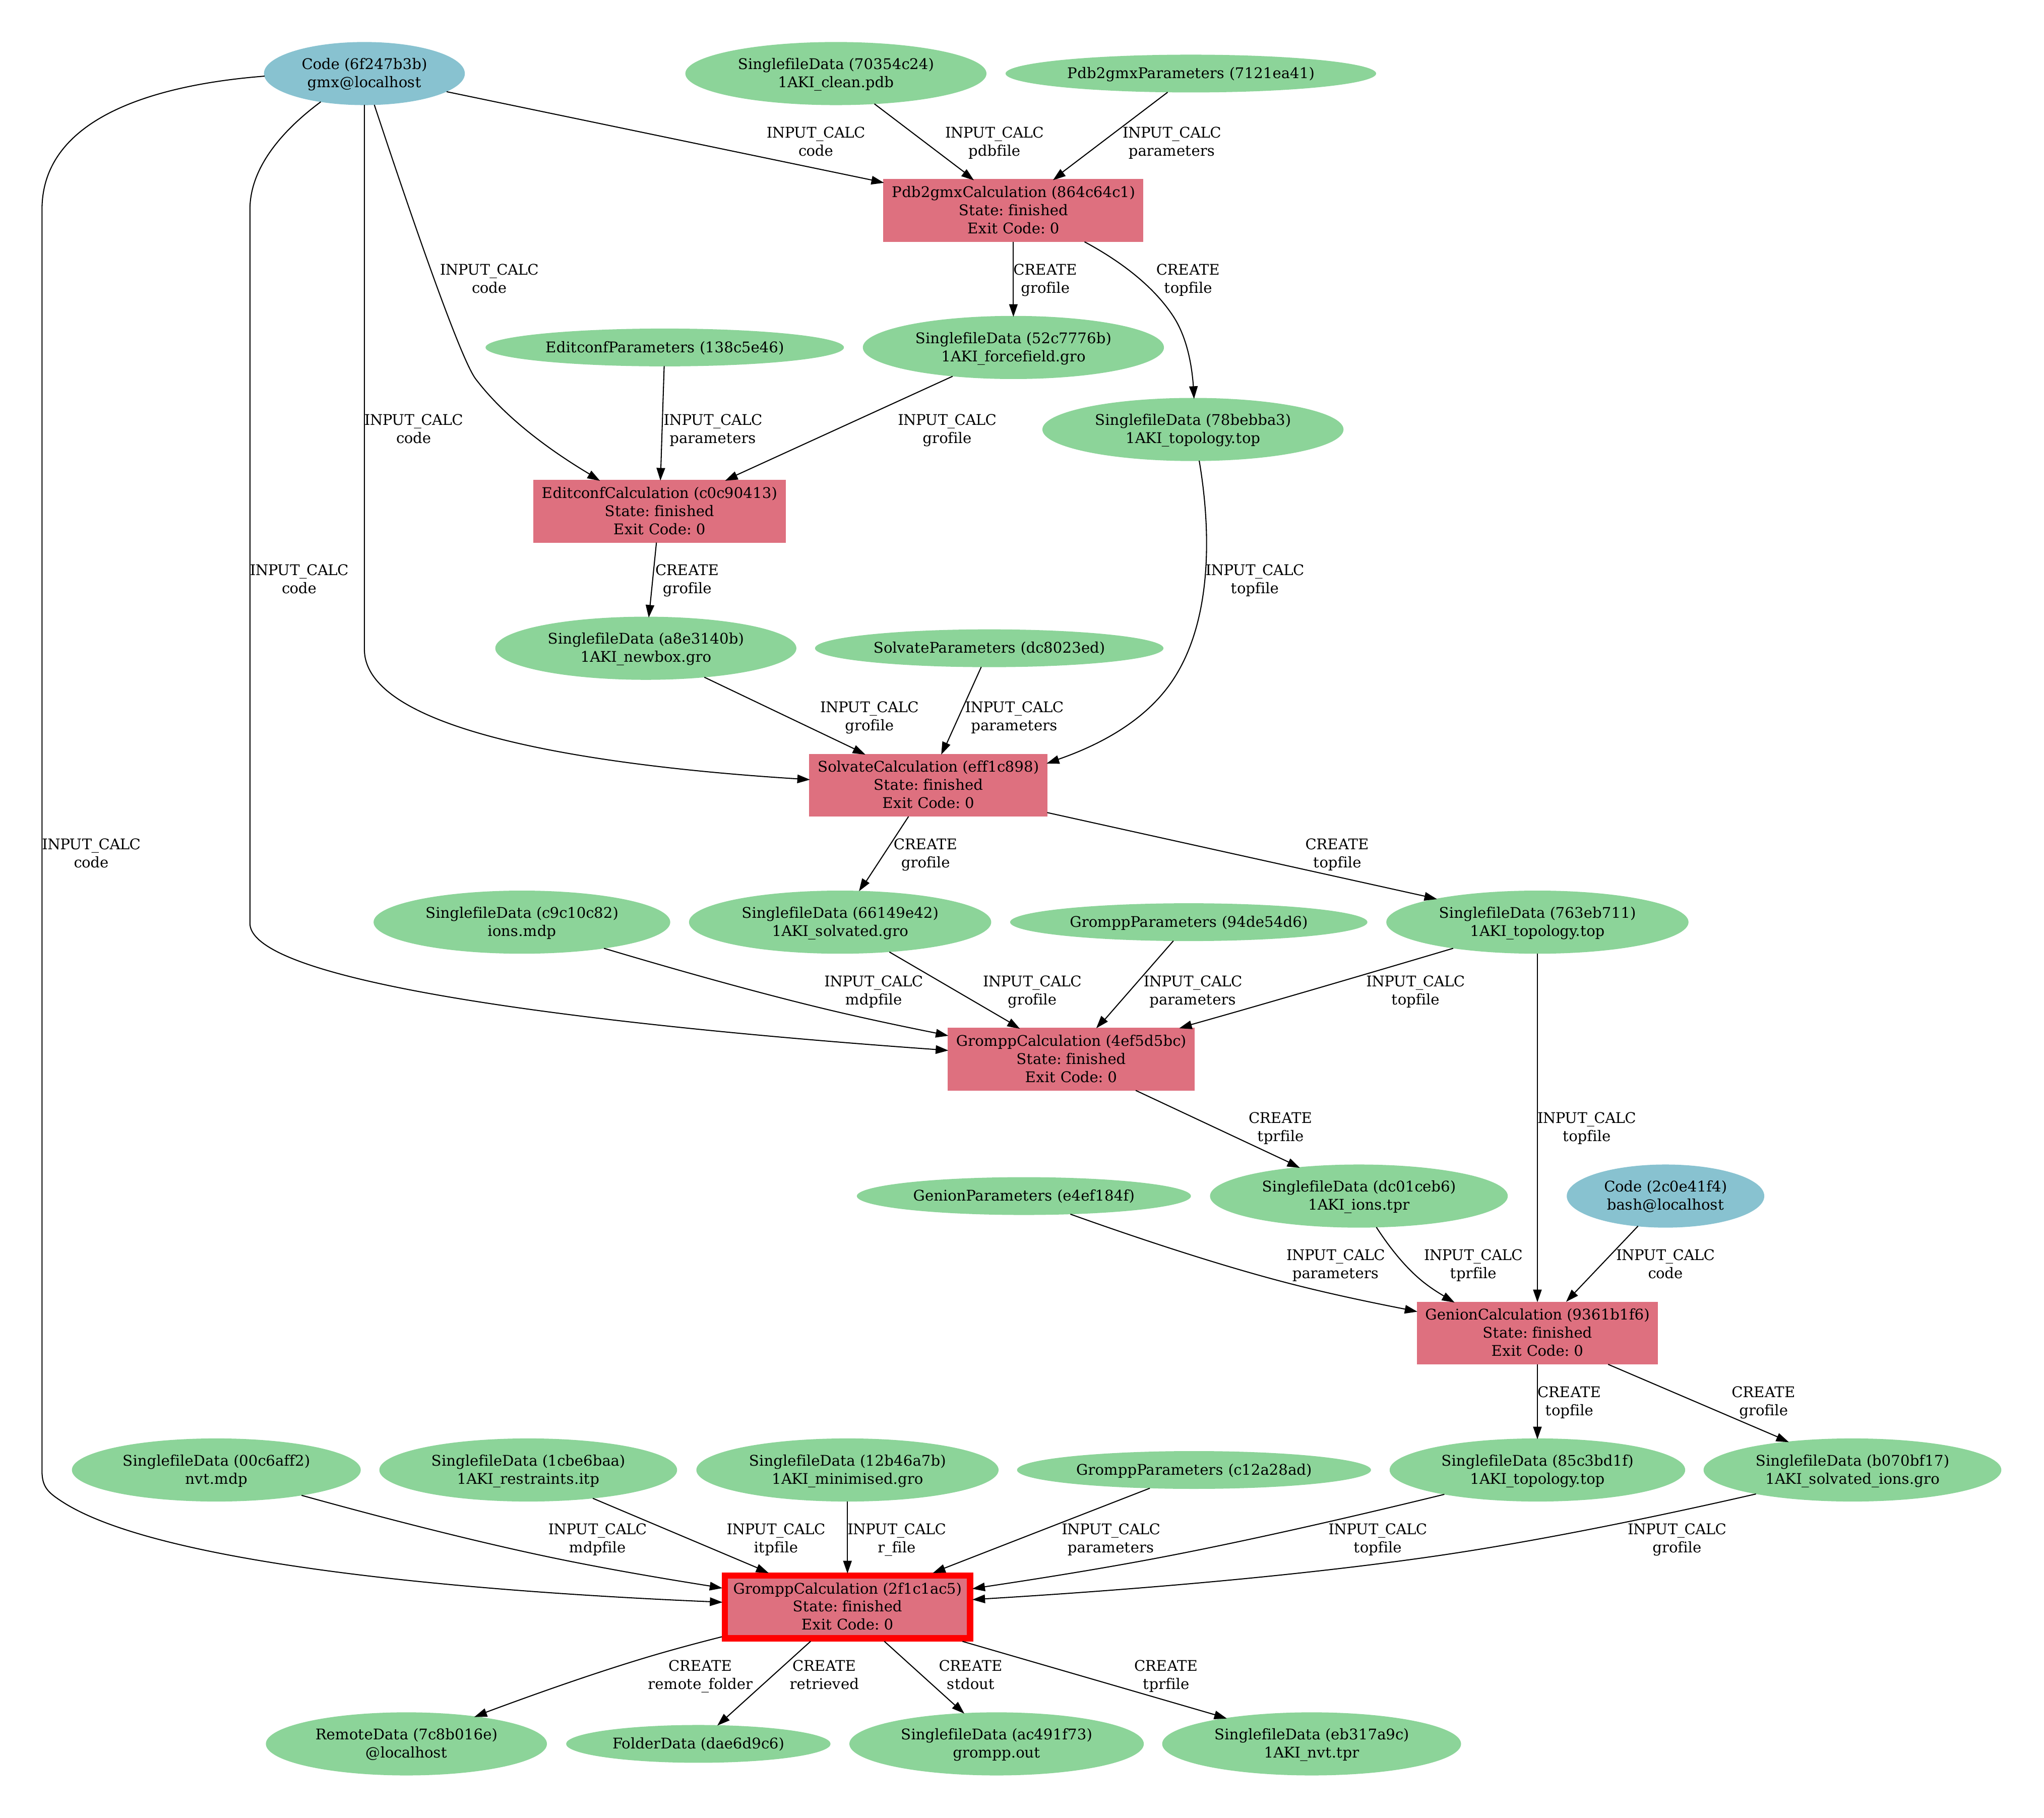 Code (6f247b3b)
gmx@localhost
SinglefileData (70354c24)
1AKI_clean.pdb
Pdb2gmxParameters (7121ea41)
INPUT_CALC
code
INPUT_CALC
pdbfile
INPUT_CALC
parameters
Pdb2gmxCalculation (864c64c1)
State: finished
Exit Code: 0
INPUT_CALC
code
CREATE
grofile
CREATE
topfile
EditconfParameters (138c5e46)
SinglefileData (52c7776b)
1AKI_forcefield.gro
INPUT_CALC
code
INPUT_CALC
parameters
INPUT_CALC
grofile
SinglefileData (78bebba3)
1AKI_topology.top
EditconfCalculation (c0c90413)
State: finished
Exit Code: 0
INPUT_CALC
code
CREATE
grofile
INPUT_CALC
topfile
SinglefileData (a8e3140b)
1AKI_newbox.gro
SolvateParameters (dc8023ed)
INPUT_CALC
grofile
INPUT_CALC
parameters
SolvateCalculation (eff1c898)
State: finished
Exit Code: 0
INPUT_CALC
code
CREATE
grofile
CREATE
topfile
SinglefileData (c9c10c82)
ions.mdp
SinglefileData (66149e42)
1AKI_solvated.gro
GromppParameters (94de54d6)
SinglefileData (763eb711)
1AKI_topology.top
INPUT_CALC
mdpfile
INPUT_CALC
grofile
INPUT_CALC
parameters
INPUT_CALC
topfile
GromppCalculation (4ef5d5bc)
State: finished
Exit Code: 0
CREATE
tprfile
INPUT_CALC
topfile
GenionParameters (e4ef184f)
SinglefileData (dc01ceb6)
1AKI_ions.tpr
Code (2c0e41f4)
bash@localhost
INPUT_CALC
parameters
INPUT_CALC
tprfile
INPUT_CALC
code
GenionCalculation (9361b1f6)
State: finished
Exit Code: 0
CREATE
topfile
CREATE
grofile
SinglefileData (00c6aff2)
nvt.mdp
SinglefileData (1cbe6baa)
1AKI_restraints.itp
SinglefileData (12b46a7b)
1AKI_minimised.gro
GromppParameters (c12a28ad)
SinglefileData (85c3bd1f)
1AKI_topology.top
SinglefileData (b070bf17)
1AKI_solvated_ions.gro
INPUT_CALC
mdpfile
INPUT_CALC
itpfile
INPUT_CALC
r_file
INPUT_CALC
parameters
INPUT_CALC
topfile
INPUT_CALC
grofile
GromppCalculation (2f1c1ac5)
State: finished
Exit Code: 0
CREATE
remote_folder
CREATE
retrieved
CREATE
stdout
CREATE
tprfile
RemoteData (7c8b016e)
@localhost
FolderData (dae6d9c6)
SinglefileData (ac491f73)
grompp.out
SinglefileData (eb317a9c)
1AKI_nvt.tpr